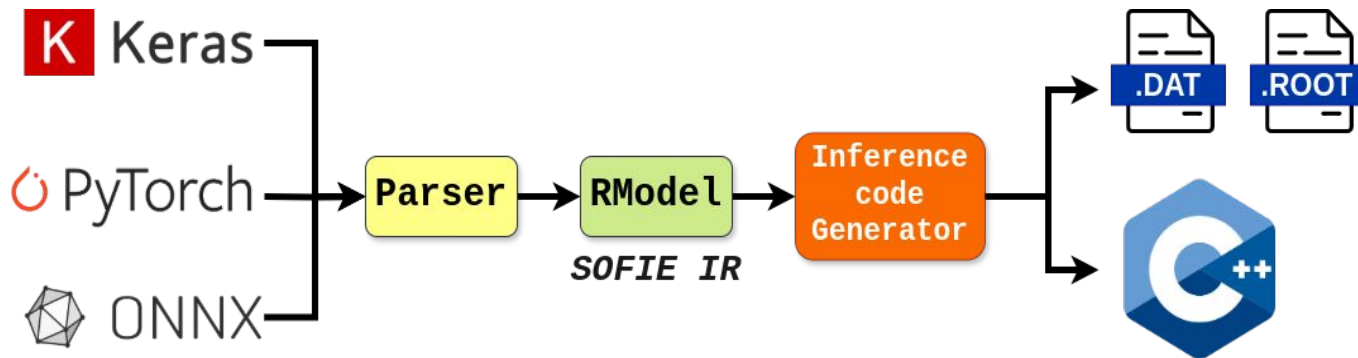 K Keras
PyTorch
ONNX
Parser
RModel
SOFIE IR
Inference
code
Generator
.DAT
.ROOT
C++